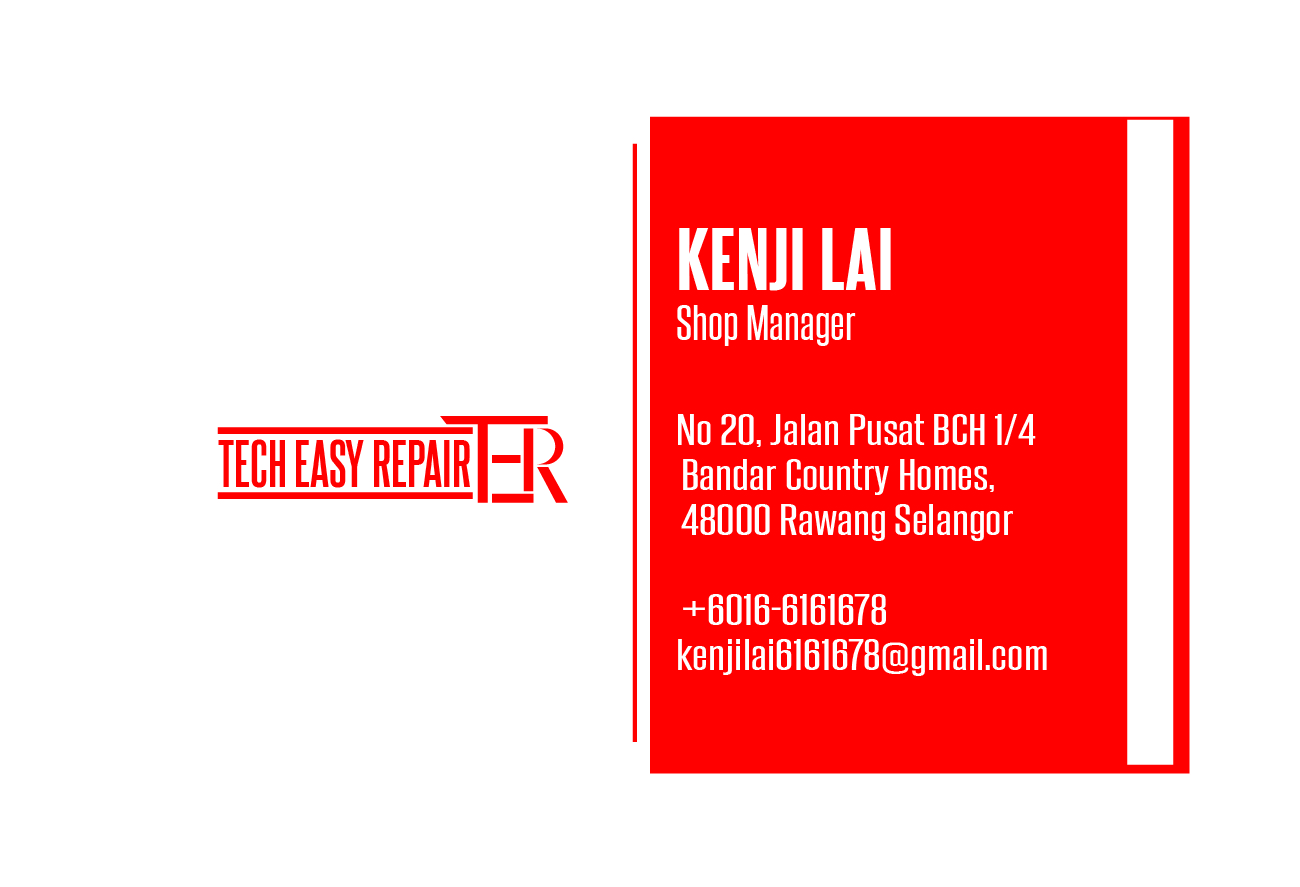 TECH EASY REPAIR TER
KENJI LAI
Shop Manager
No 20, Jalan Pusat BCH 1/4
Bandar Country Homes,
48000 Rawang Selangor
+6016-6161678
kenjilai6161678@gmail.com